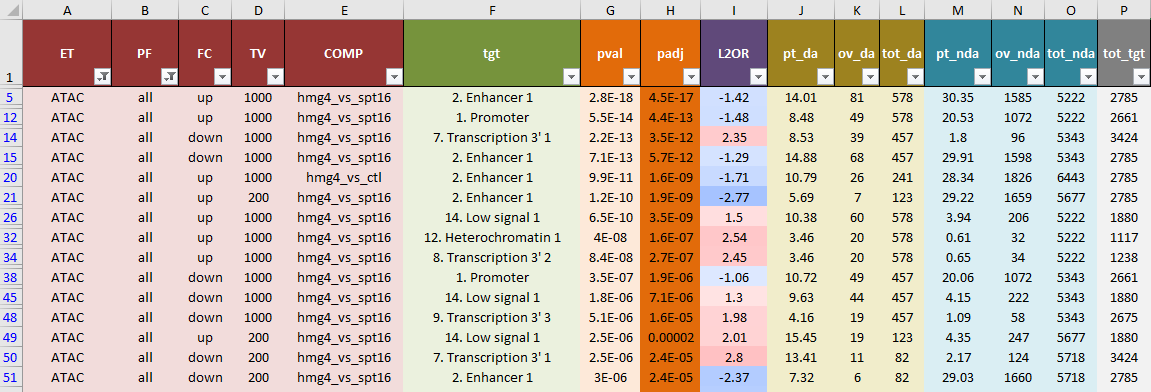 A B C D E F G H I J K L M N O P
1 ET PF FC TV COMP tgt pval padj L2OR pt_da ov_da tot_da pt_nda ov_nda tot_nda tot_tgt
5 ATAC all up 1000 hmg4_vs_spt16 2. Enhancer 1 2.8E-18 4.5E-17 -1.42 14.01 81 578 30.35 1585 5222 2785
12 ATAC all up 1000 hmg4_vs_spt16 1. Promoter 5.5E-14 4.4E-13 -1.48 8.48 49 578 20.53 1072 5222 2661
14 ATAC all down 1000 hmg4_vs_spt16 7. Transcription 3' 1 2.2E-13 3.5E-12 2.35 8.53 39 457 1.8 96 5343 3424
15 ATAC all down 1000 hmg4_vs_spt16 2. Enhancer 1 7.1E-13 5.7E-12 -1.29 14.88 68 457 29.91 1598 5343 2785
20 ATAC all up 1000 hmg4_vs_ctl 2. Enhancer 1 9.9E-11 1.6E-09 -1.71 10.79 26 241 28.34 1826 6443 2785
21 ATAC all up 200 hmg4_vs_spt16 2. Enhancer 1 1.2E-10 1.9E-09 -2.77 5.69 7 123 29.22 1659 5677 2785
26 ATAC all up 1000 hmg4_vs_spt16 14. Low signal 1 6.5E-10 3.5E-09 1.5 10.38 60 578 3.94 206 5222 1880
32 ATAC all up 1000 hmg4_vs_spt16 12. Heterochromatin 1 4E-08 1.6E-07 2.54 3.46 20 578 0.61 32 5222 1117
34 ATAC all up 1000 hmg4_vs_spt16 8. Transcription 3' 2 8.4E-08 2.7E-07 2.45 3.46 20 578 0.65 34 5222 1238
38 ATAC all down 1000 hmg4_vs_spt16 1. Promoter 3.5E-07 1.9E-06 -1.06 10.72 49 457 20.06 1072 5343 2661
45 ATAC all down 1000 hmg4_vs_spt16 14. Low signal 1 1.8E-06 7.1E-06 1.3 9.63 44 457 4.15 222 5343 1880
48 ATAC all down 1000 hmg4_vs_spt16 9. Transcription 3' 3 5.1E-06 1.6E-05 1.98 4.16 19 457 1.09 58 5343 2675
49 ATAC all up 200 hmg4_vs_spt16 14. Low signal 1 2.5E-06 0.00002 2.01 15.45 19 123 4.35 247 5677 1880
50 ATAC all down 200 hmg4_vs_spt16 7. Transcription 3' 1 2.5E-06 2.4E-05 2.8 13.41 11 82 2.17 124 5718 3424
51 ATAC all down 200 hmg4_vs_spt16 2. Enhancer 1 3E-06 2.4E-05 -2.37 7.32 6 82 29.03 1660 5718 2785